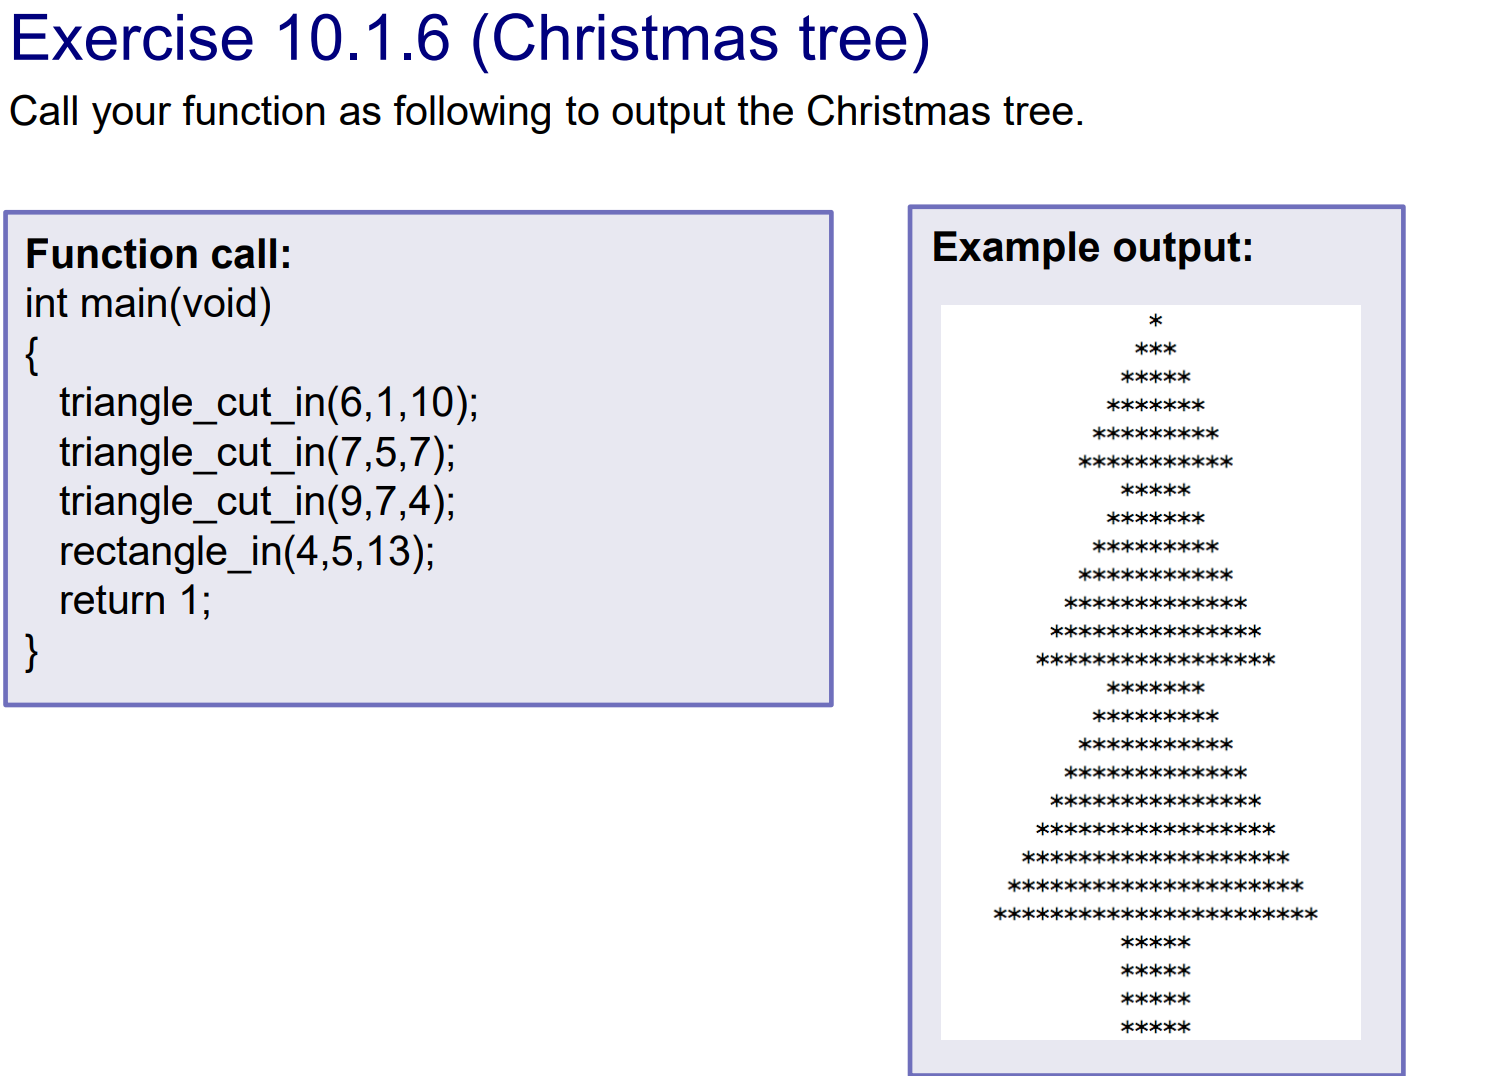 Exercise 10.1.6 (Christmas tree)
Call your function as following to output the Christmas tree.
Function call:
int main(void)
{
triangle_cut_in(6,1,10);
triangle_cut_in(7,5,7);
triangle_cut_in(9,7,4);
rectangle_in(4,5,13);
return 1;
}
Example output:
*
***
*****
*******
*********
***********
*****
*******
*********
***********
*************
***************
*****************
*******
*********
***********
*************
***************
*****************
*******************
*********************
***********************
*****
*****
*****
*****